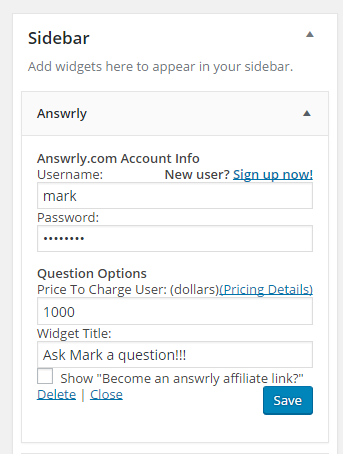 Sidebar
Add widgets here to appear in your sidebar.
Answrly
Answrly.com Account Info
Username: New user? Sign up now!
mark
Password:
••••••••
Question Options
Price To Charge User: (dollars)(Pricing Details)
1000
Widget Title:
Ask Mark a question!!!
Show "Become an answrly affiliate link?"
Delete | Close
Save